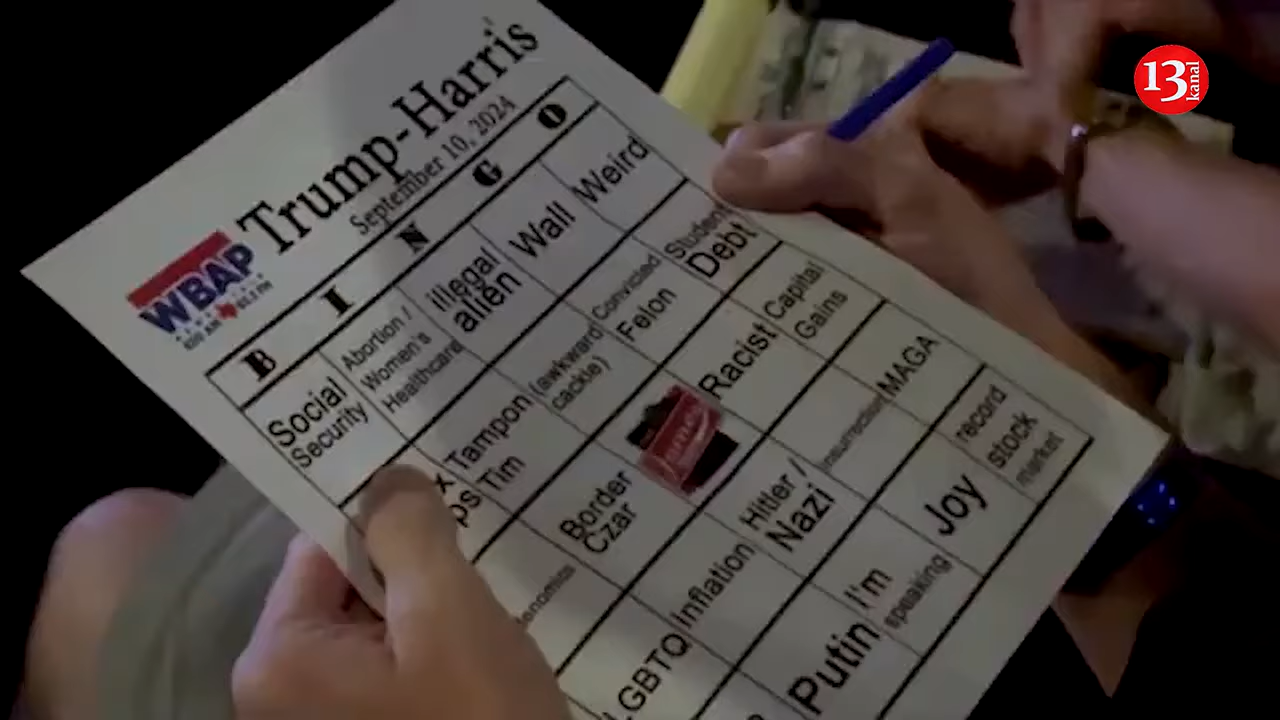 13
kanal
Trump-Harris
September 10, 2024
WBAP
B I N G O
Social
Security
Abortion /
Women's
Healthcare
illegal
alien
Wall
Weird
Tampon
Tim
(awkward
cackle)
Convicted
Felon
Student
Debt
Border
Czar
Racist
Capital
Gains
Inflation
Hitler /
Nazi
insurrection
MAGA
LGBTQ
Putin
I'm
speaking
Joy
record
stock
market